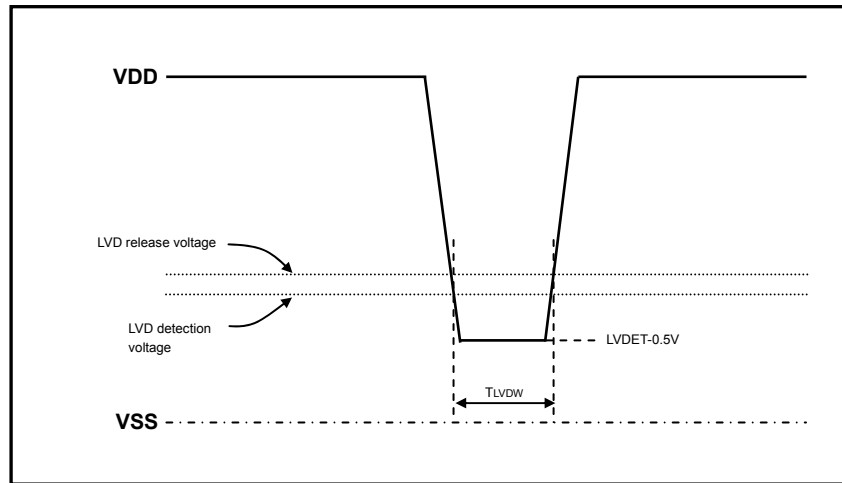 VDD
LVD release voltage
LVD detection
voltage
LVDET-0.5V
TLVDW
VSS